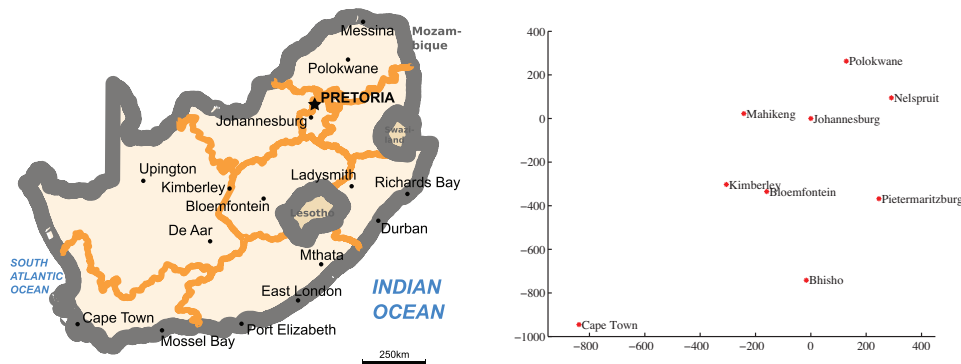 Messina
Mozam-
bique
Polokwane
PRETORIA
Johannesburg
Swazi-
land
Upington
Ladysmith
Kimberley
Richards Bay
Bloemfontein
Lesotho
De Aar
Durban
Mthata
SOUTH
ATLANTIC
OCEAN
INDIAN
OCEAN
East London
Cape Town
Port Elizabeth
Mossel Bay
250km
400
200
0
−200
−400
−600
−800
−1000
Polokwane
Nelspruit
Mahikeng
Johannesburg
Kimberley
Bloemfontein
Pietermaritzburg
Bhisho
Cape Town
−800 −600 −400 −200 0 200 400